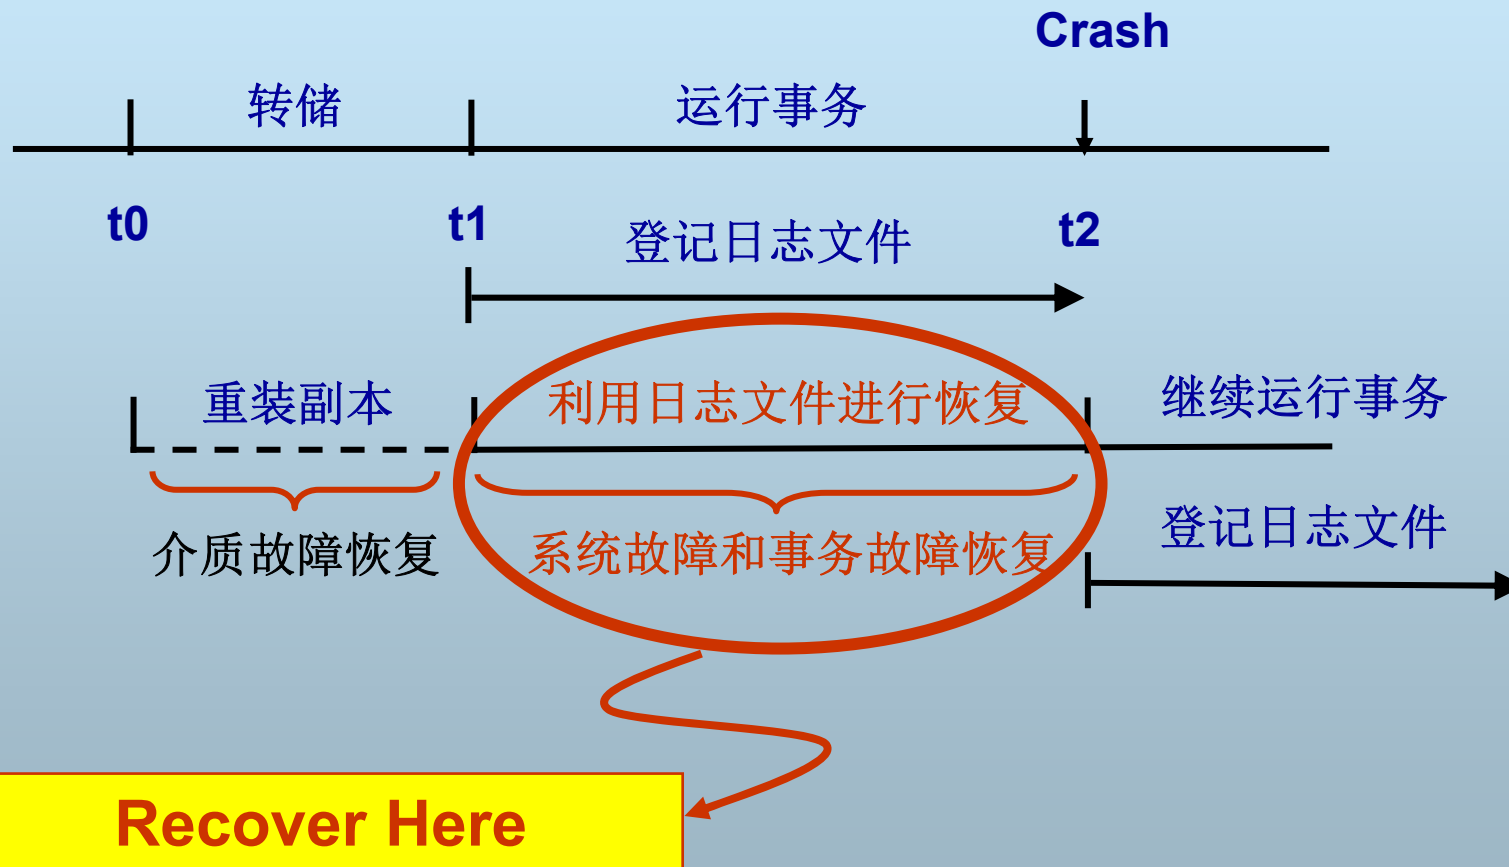 Crash
转储
运行事务
t0
t1
登记日志文件
t2
重装副本
利用日志文件进行恢复
继续运行事务
介质故障恢复
系统故障和事务故障恢复
登记日志文件
Recover Here